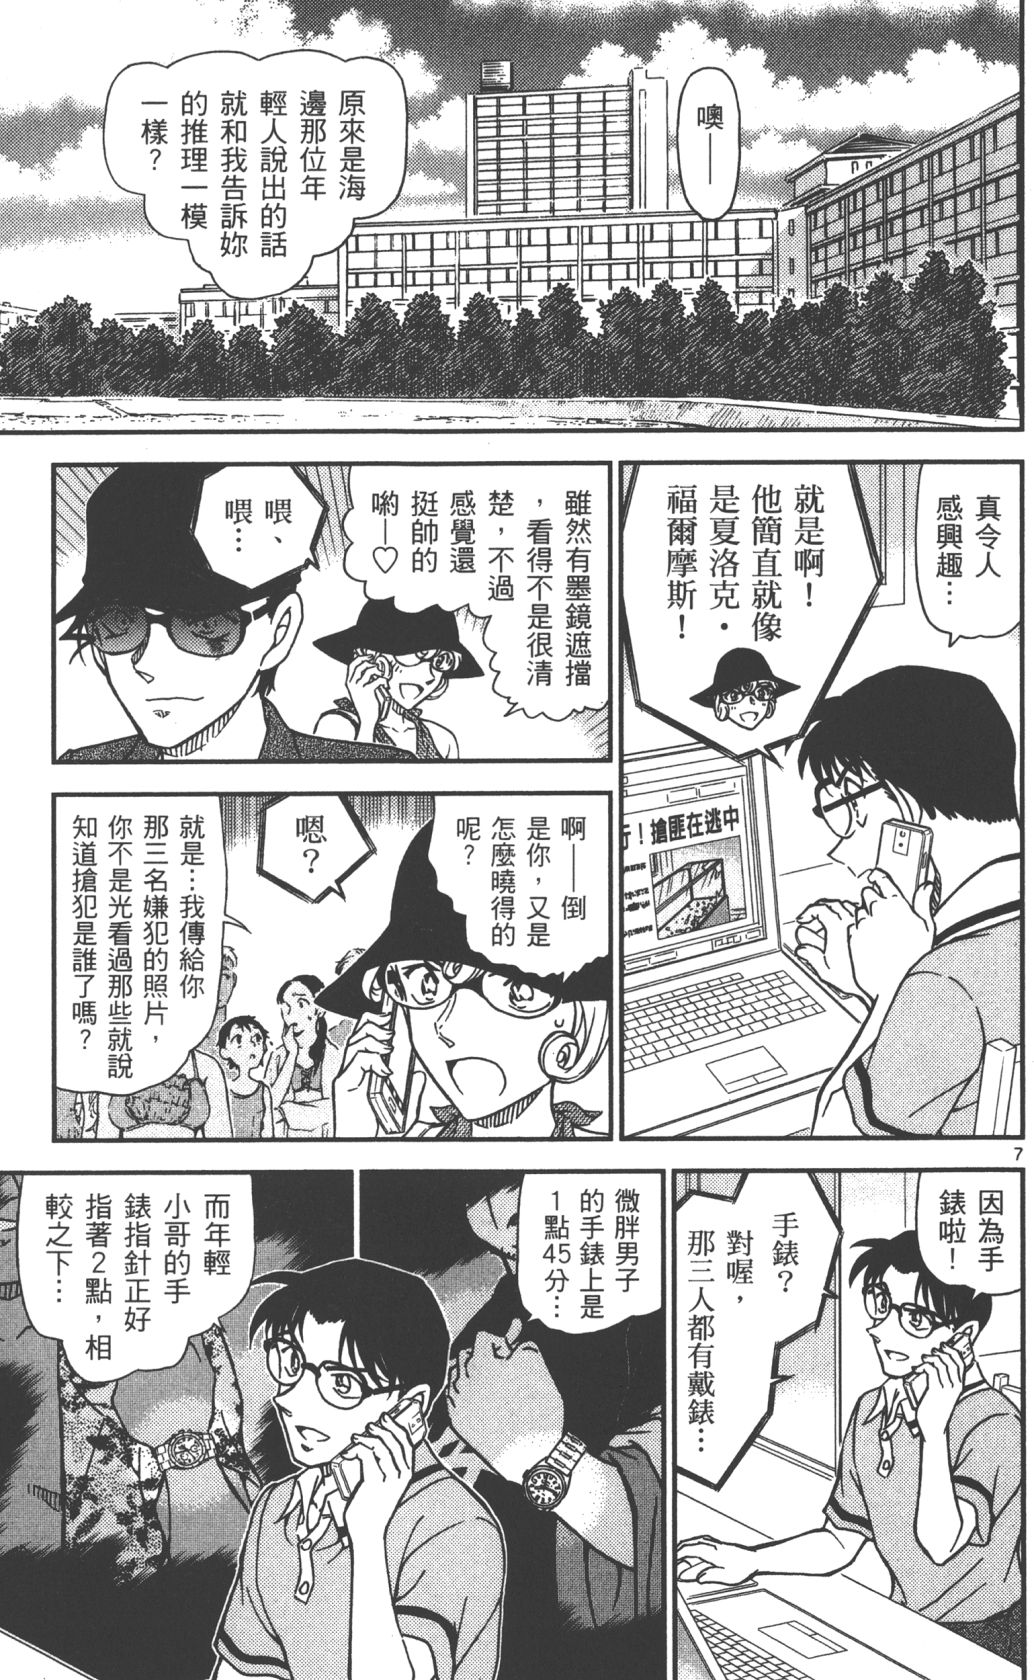 噢——
原來是海
邊那位年
輕人說出的話
就和我告訴妳
的推理一模
一樣？
真令人
感興趣…
就是啊！
他簡直就像
是夏洛克·
福爾摩斯！
行！搶匪在逃中
雖然有墨鏡遮擋
，看得不是很清
楚，不過
感覺還
挺帥的
喲—♡
喂、
喂…
啊——倒
是你，又是
怎麼曉得的
呢？
嗯？
就是…我傳給你
那三名嫌犯的照片，
你不是光看過那些就說
知道搶犯是誰了嗎？
7
因為手
錶啦！
手錶？
對喔，
那三人都有戴錶…
微胖男子
的手錶上是
1點45分…
而年輕
小哥的手
錶指針正好
指著2點，相
較之下…